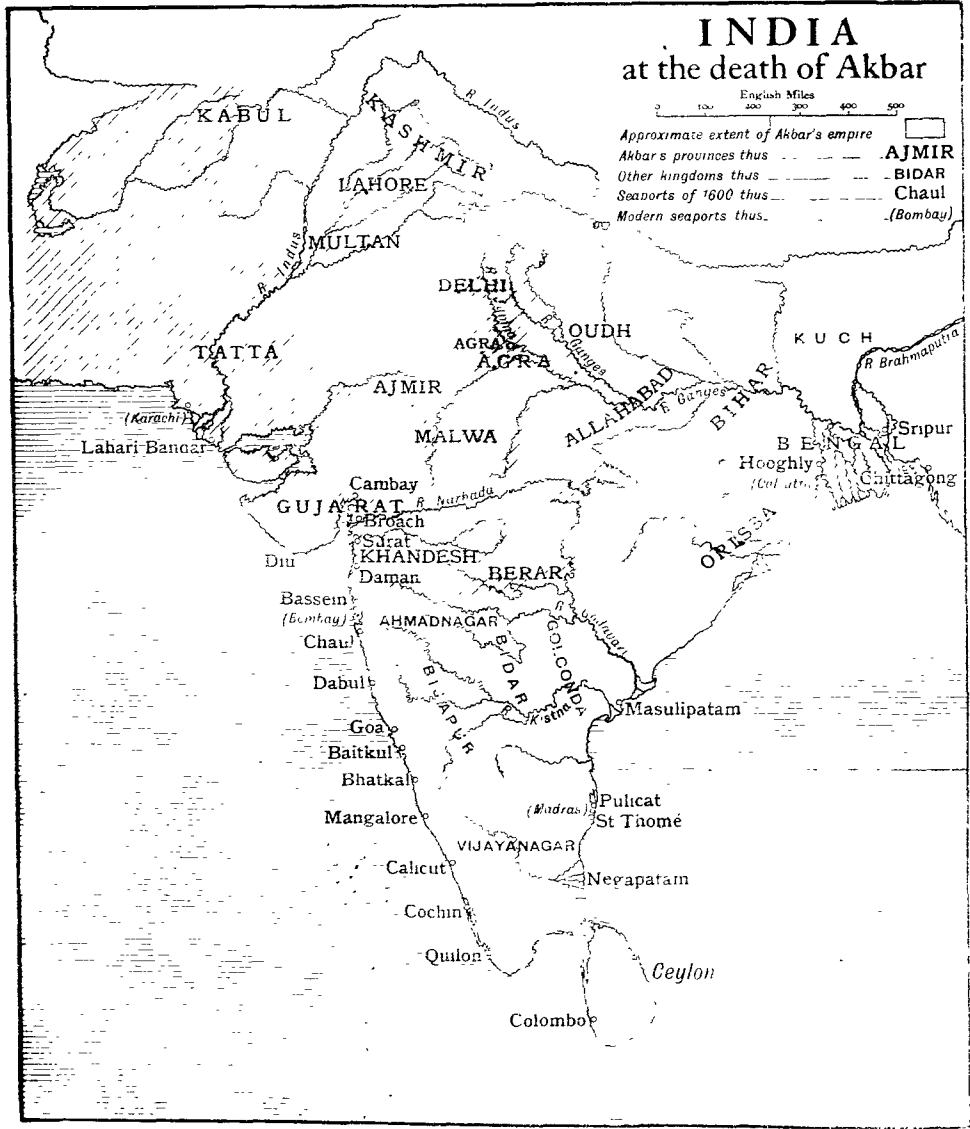 INDIA
at the death of Akbar
English Miles
0 100 200 300 400 500
Approximate extent of Akbar's empire
Akbar's provinces thus AJMIR
Other kingdoms thus BIDAR
Seaports of 1600 thus Chaul
Modern seaports thus (Bombay)
KABUL
KASHMIR
R Indus
LAHORE
MULTAN
R Indus
DELHI
R
AGRA
AGRA
R Ganges
OUDH
KUCH
R Brahmaputra
TATTA
AJMIR
(Karachi)
Lahari Bandar
MALWA
ALLAHABAD
Ganges
BIHAR
BENGAL
Sripur
Hooghly
Chittagong
Cambay
GUJARAT
R Narbada
Broach
Surat
Diu
KHANDESH
Daman
BERAR
ORISSA
Bassein
(Bombay)
Chaul
AHMADNAGAR
BIDAR
GOLCONDA
Godavari
Dabul
BIJAPUR
R Kistna
Masulipatam
Goa
Baitkul
Bhatkal
(Madras)
Pulicat
St Thomé
Mangalore
VIJAYANAGAR
Calicut
Negapatam
Cochin
Quilon
Ceylon
Colombo